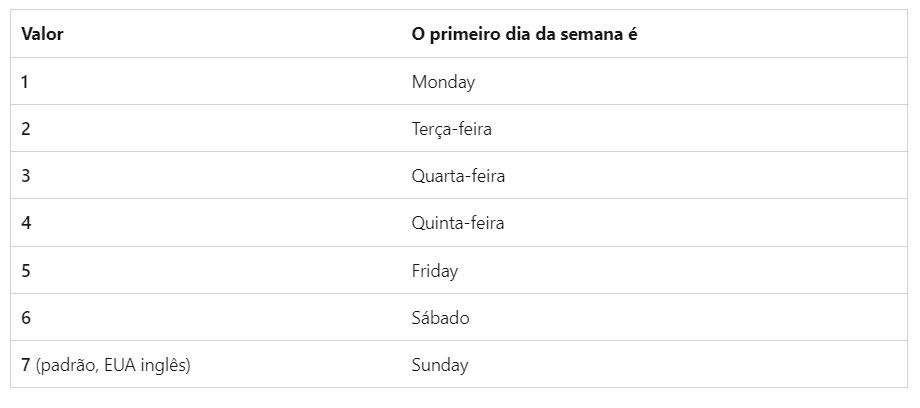 Valor O primeiro dia da semana é
1 Monday
2 Terça-feira
3 Quarta-feira
4 Quinta-feira
5 Friday
6 Sábado
7 (padrão, EUA inglês) Sunday